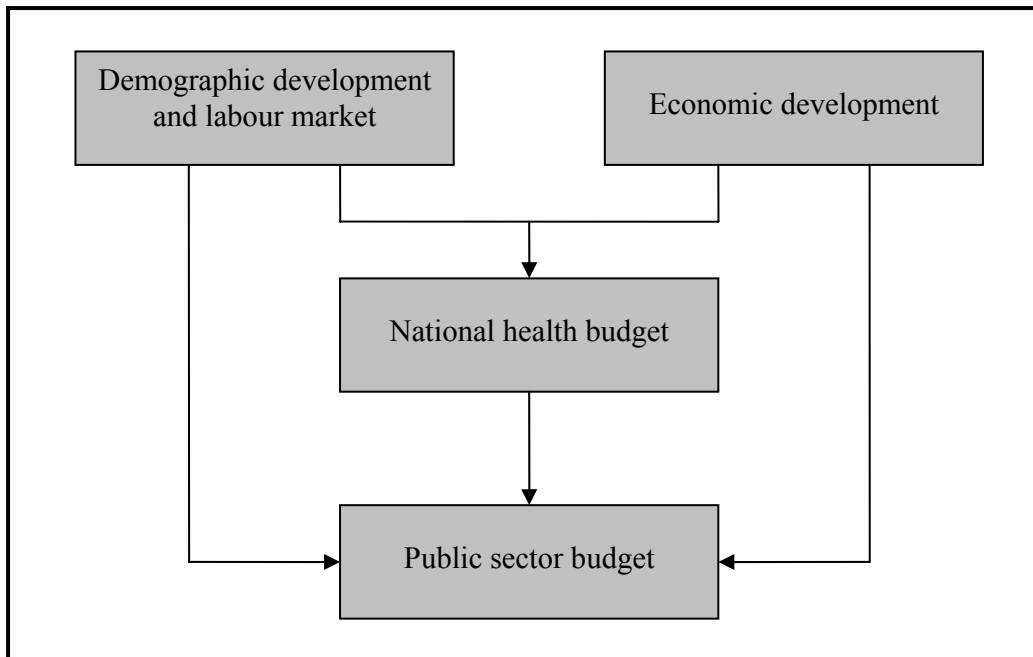 Demographic development
and labour market
Economic development
National health budget
Public sector budget